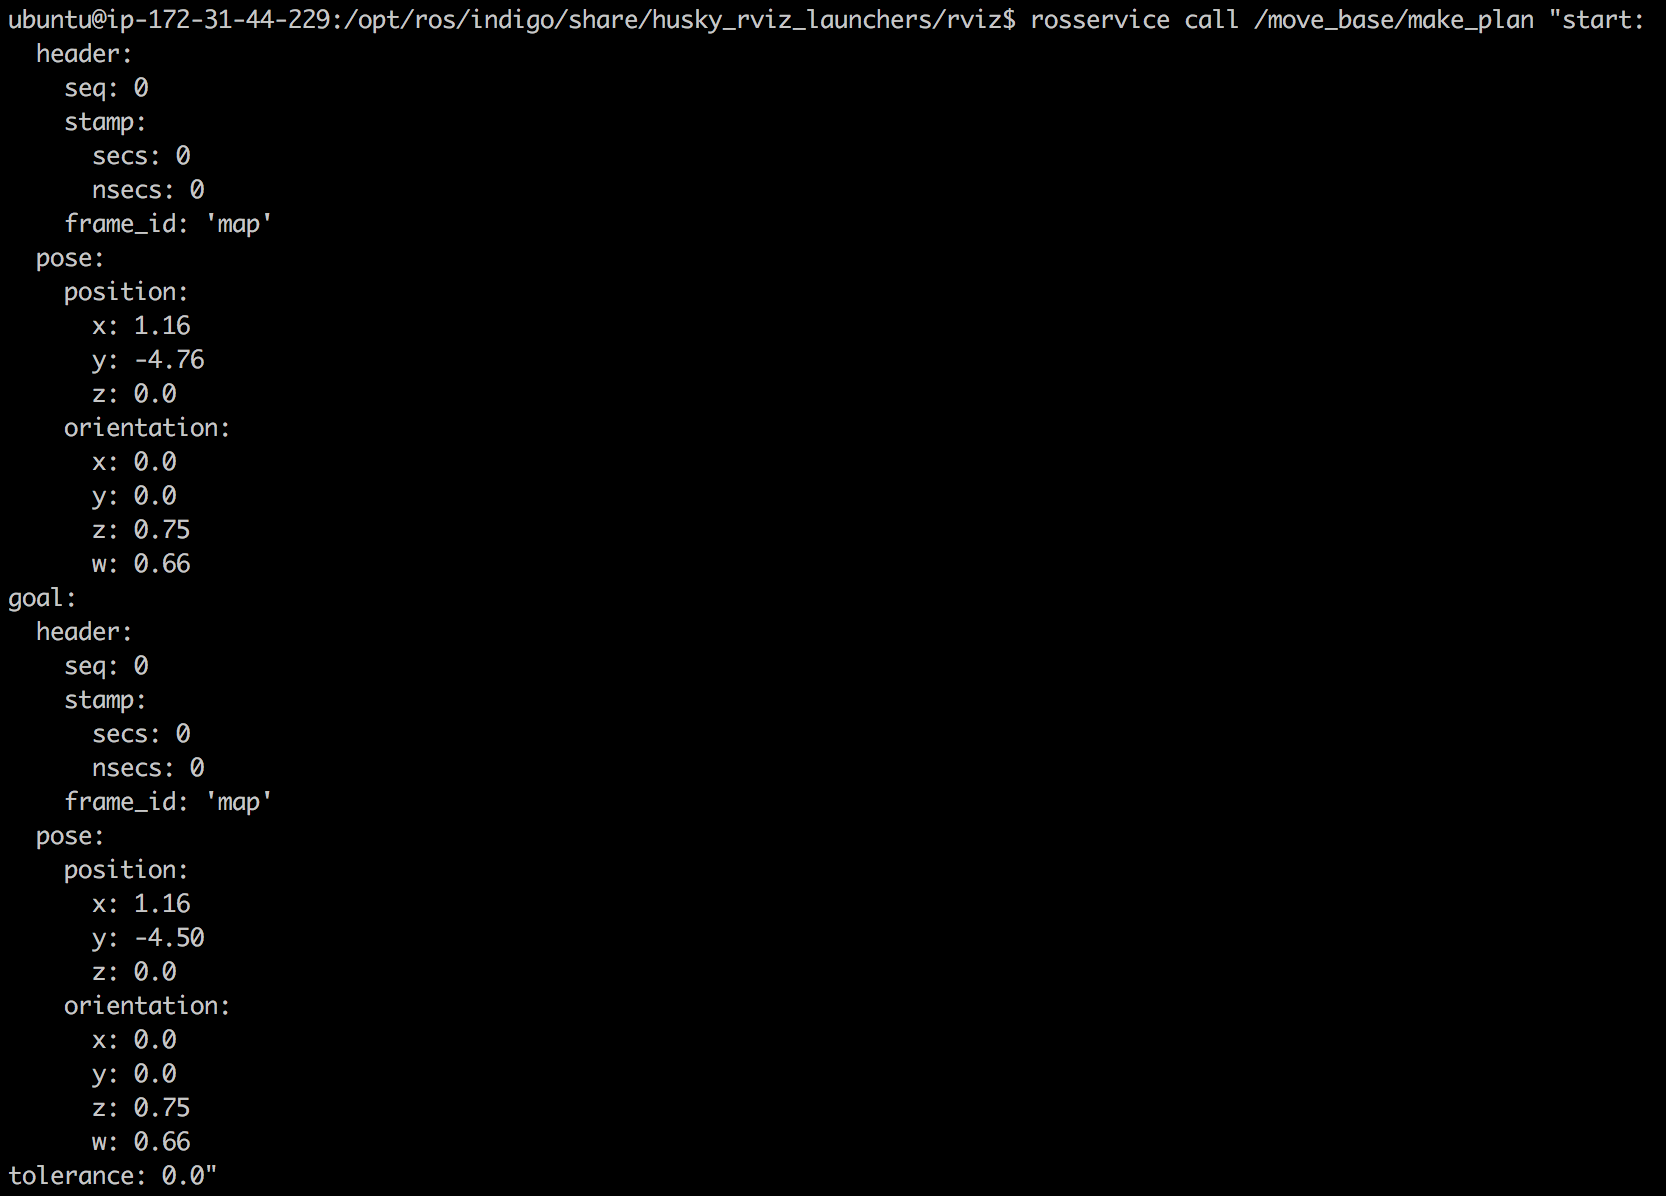 ubuntu@ip-172-31-44-229:/opt/ros/indigo/share/husky_rviz_launchers/rviz$ rosservice call /move_base/make_plan "start:
  header:
    seq: 0
    stamp:
      secs: 0
      nsecs: 0
    frame_id: 'map'
  pose:
    position:
      x: 1.16
      y: -4.76
      z: 0.0
    orientation:
      x: 0.0
      y: 0.0
      z: 0.75
      w: 0.66
goal:
  header:
    seq: 0
    stamp:
      secs: 0
      nsecs: 0
    frame_id: 'map'
  pose:
    position:
      x: 1.16
      y: -4.50
      z: 0.0
    orientation:
      x: 0.0
      y: 0.0
      z: 0.75
      w: 0.66
tolerance: 0.0"